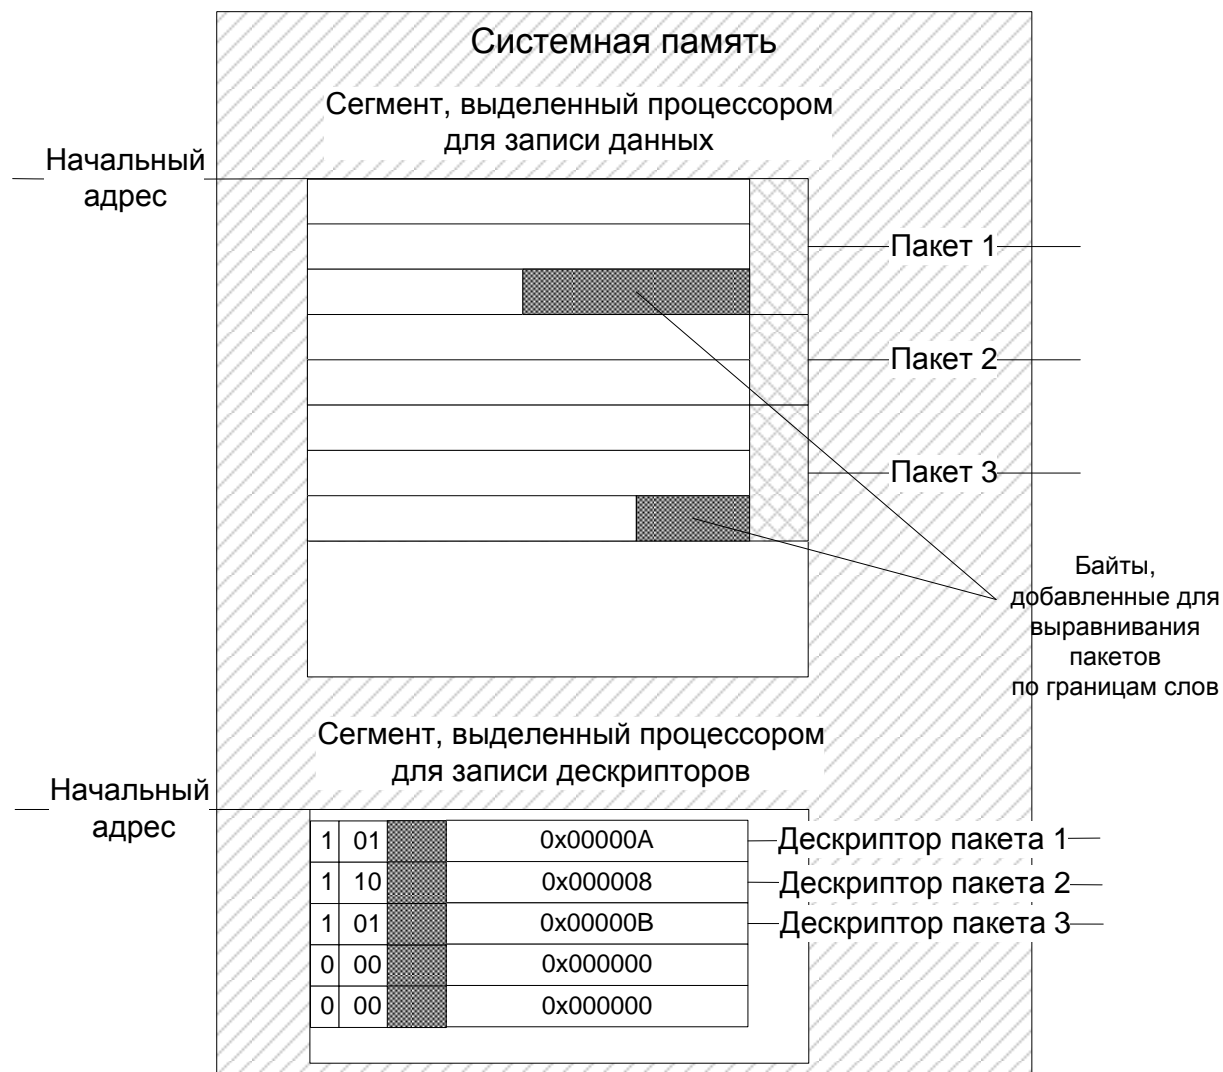 Системная память
Сегмент, выделенный процессором
для записи данных
Начальный
адрес
Пакет 1
Пакет 2
Пакет 3
Байты,
добавленные для
выравнивания
пакетов
по границам слов
Сегмент, выделенный процессором
для записи дескрипторов
Начальный
адрес
1 01 0x00000A Дескриптор пакета 1
1 10 0x000008 Дескриптор пакета 2
1 01 0x00000B Дескриптор пакета 3
0 00 0x000000
0 00 0x000000